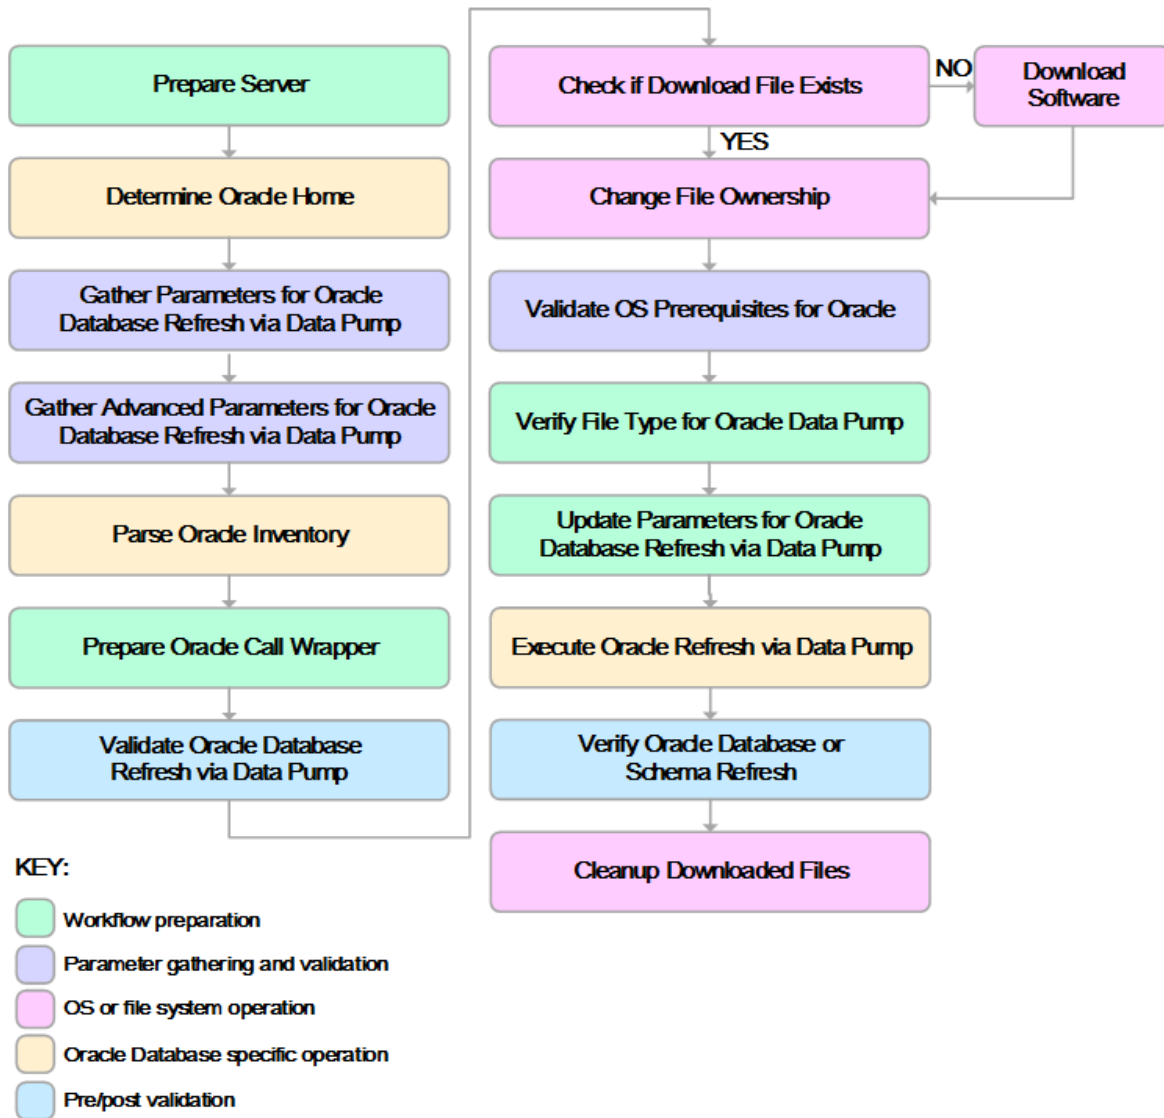 Prepare Server
Determine Oracle Home
Gather Parameters for Oracle
Database Refresh via Data Pump
Gather Advanced Parameters for Oracle
Database Refresh via Data Pump
Parse Oracle Inventory
Prepare Oracle Call Wrapper
Validate Oracle Database
Refresh via Data Pump
Check if Download File Exists
NO
Download
Software
YES
Change File Ownership
Validate OS Prerequisites for Oracle
Verify File Type for Oracle Data Pump
Update Parameters for Oracle
Database Refresh via Data Pump
Execute Oracle Refresh via Data Pump
Verify Oracle Database or
Schema Refresh
Cleanup Downloaded Files
KEY:
Workflow preparation
Parameter gathering and validation
OS or file system operation
Oracle Database specific operation
Pre/post validation